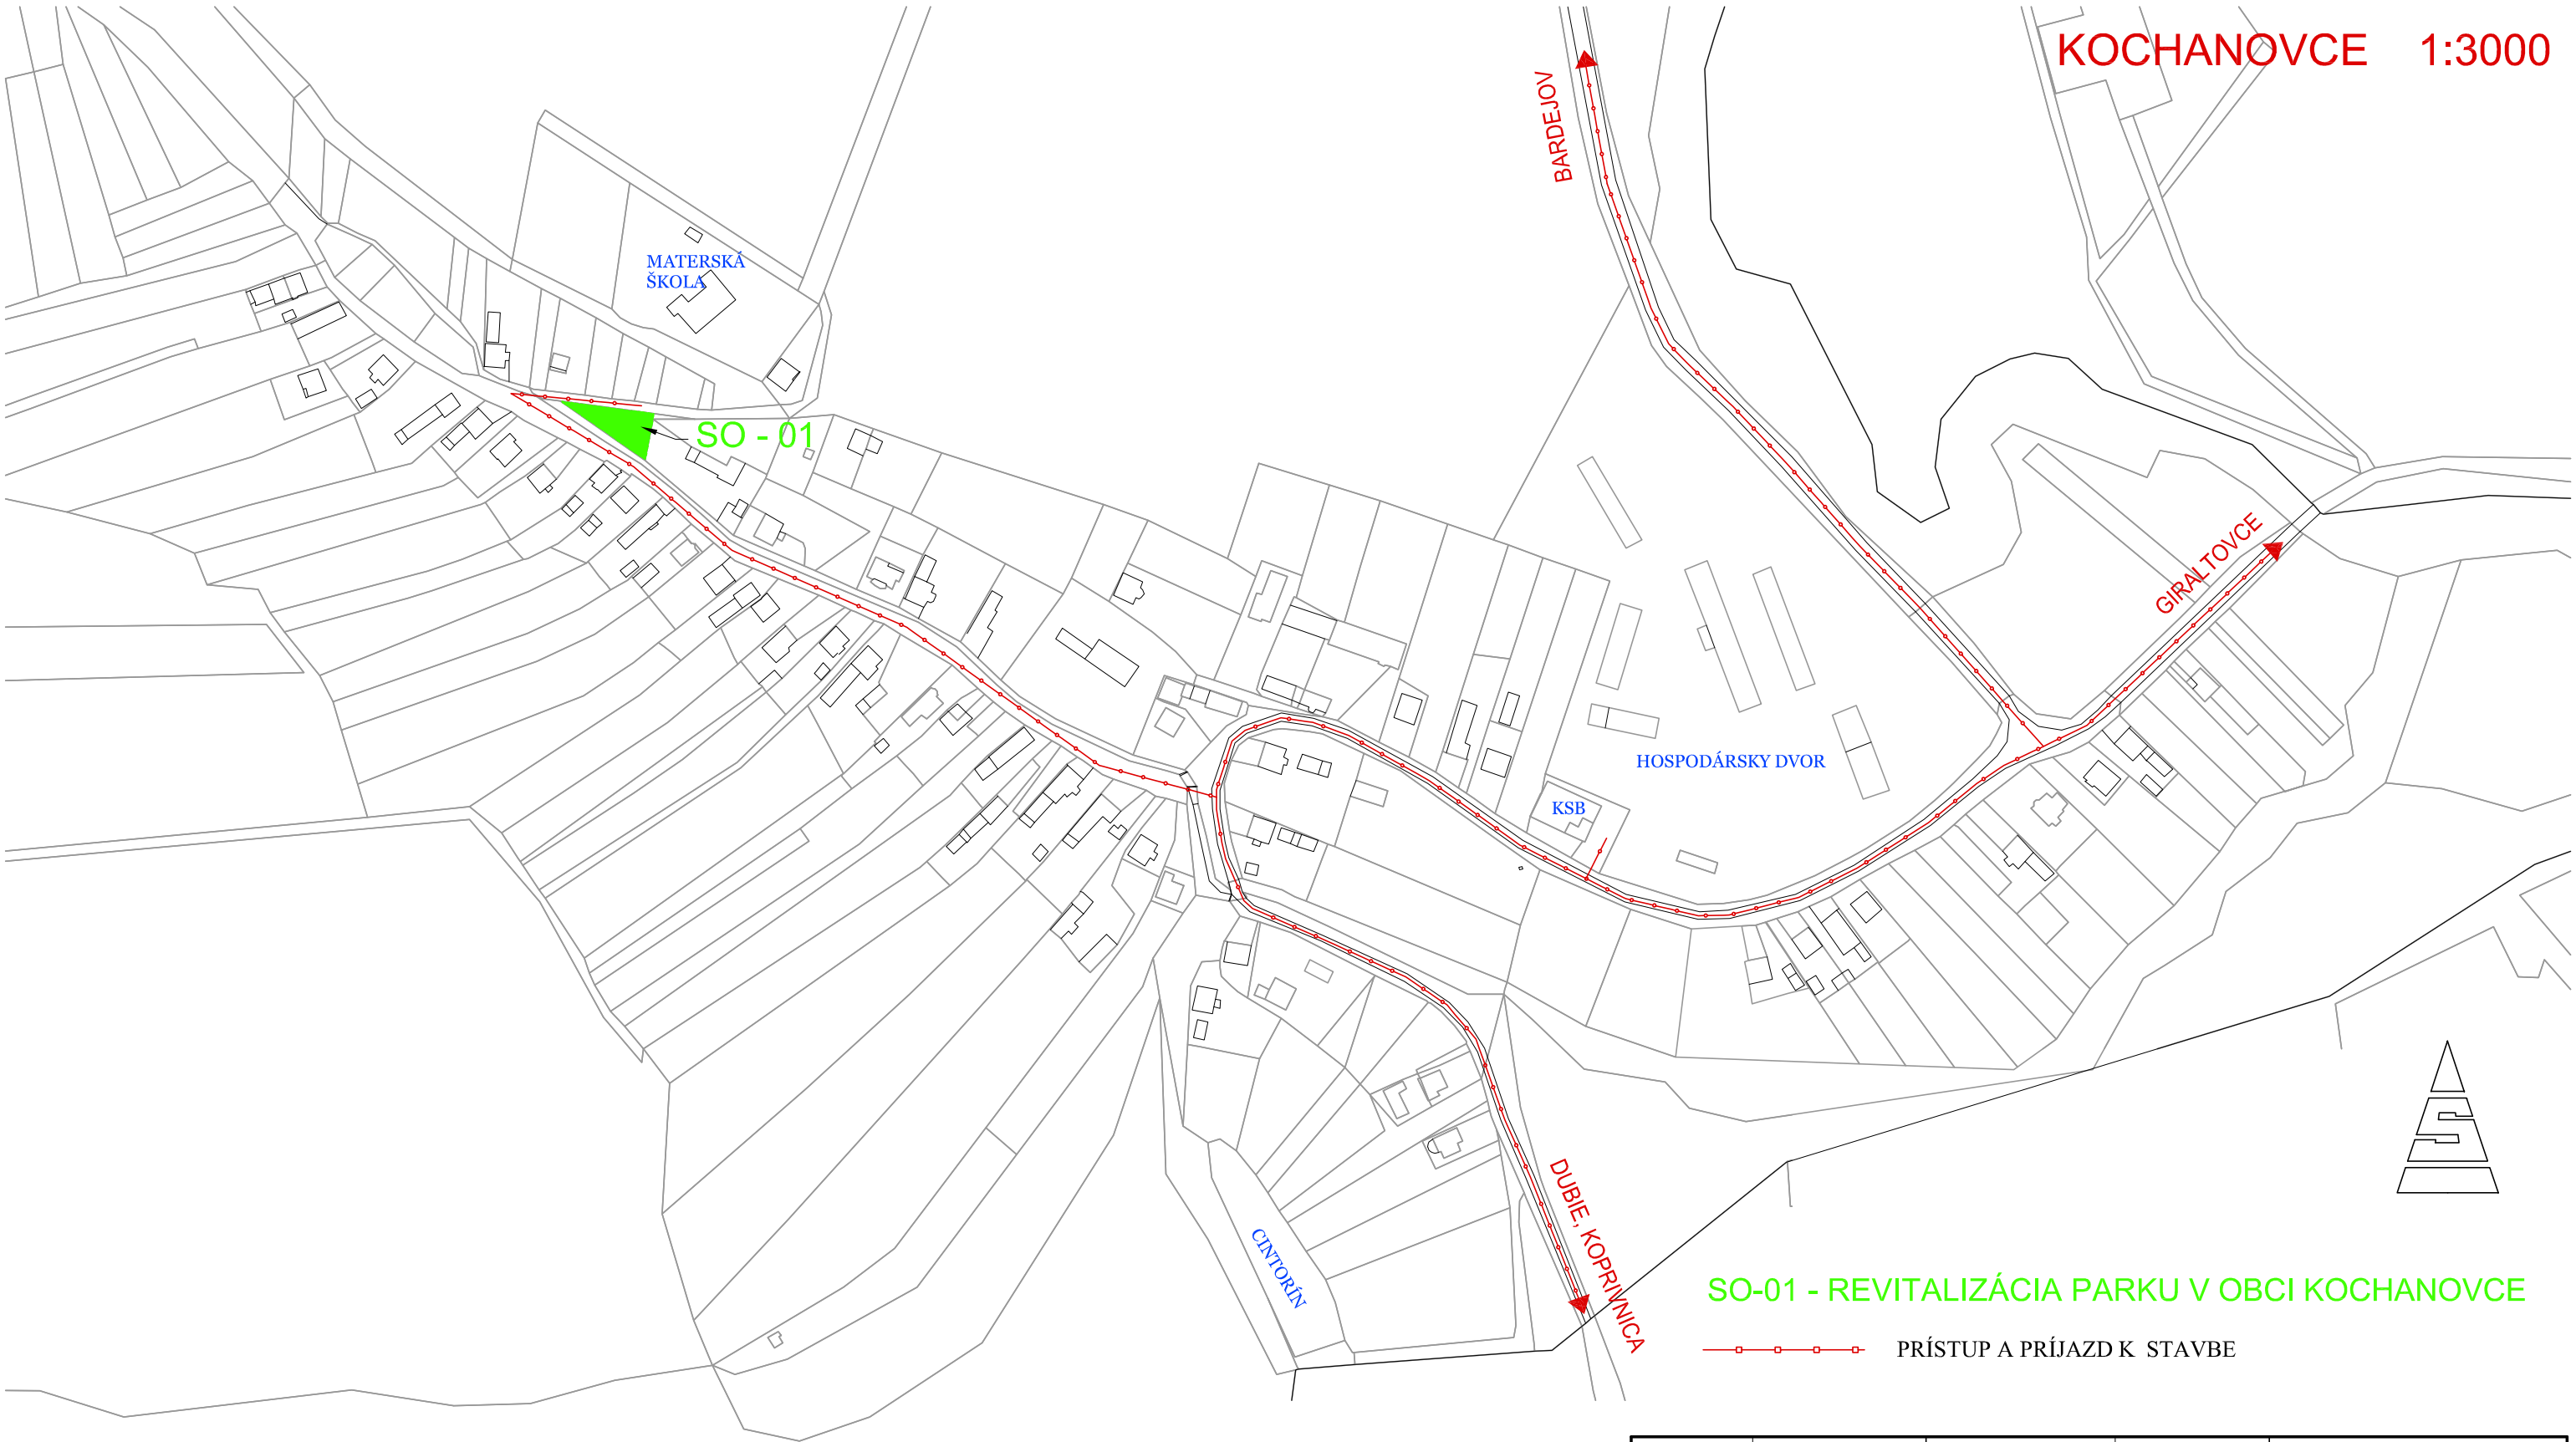 KOCHANOVCE 1:3000
BARDEJOV
MATERSKÁ
ŠKOLA
SO - 01
GIRALTOVCE
HOSPODÁRSKY DVOR
KSB
DUBIE, KOPRIVNICA
CINTORÍN
S
SO-01 - REVITALIZÁCIA PARKU V OBCI KOCHANOVCE
PRÍSTUP A PRÍJAZD K STAVBE